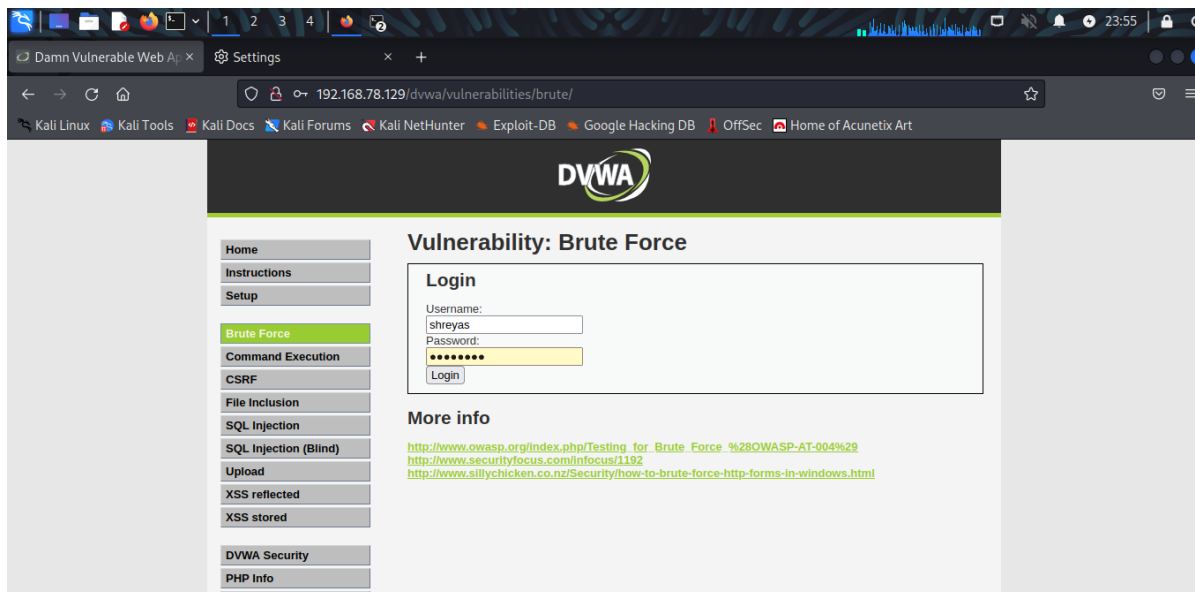 1 2 3 4 23:55
Damn Vulnerable Web Ap Settings
192.168.78.129/dvwa/vulnerabilities/brute/
Kali Linux Kali Tools Kali Docs Kali Forums Kali NetHunter Exploit-DB Google Hacking DB OffSec Home of Acunetix Art
DVWA
Home
Instructions
Setup
Brute Force
Command Execution
CSRF
File Inclusion
SQL Injection
SQL Injection (Blind)
Upload
XSS reflected
XSS stored
DVWA Security
PHP Info
Vulnerability: Brute Force
Login
Username:
shreyas
Password:
••••••••
Login
More info
http://www.owasp.org/index.php/Testing_for_Brute_Force_%28OWASP-AT-004%29
http://www.securityfocus.com/infocus/1192
http://www.sillychicken.co.nz/Security/how-to-brute-force-http-forms-in-windows.html